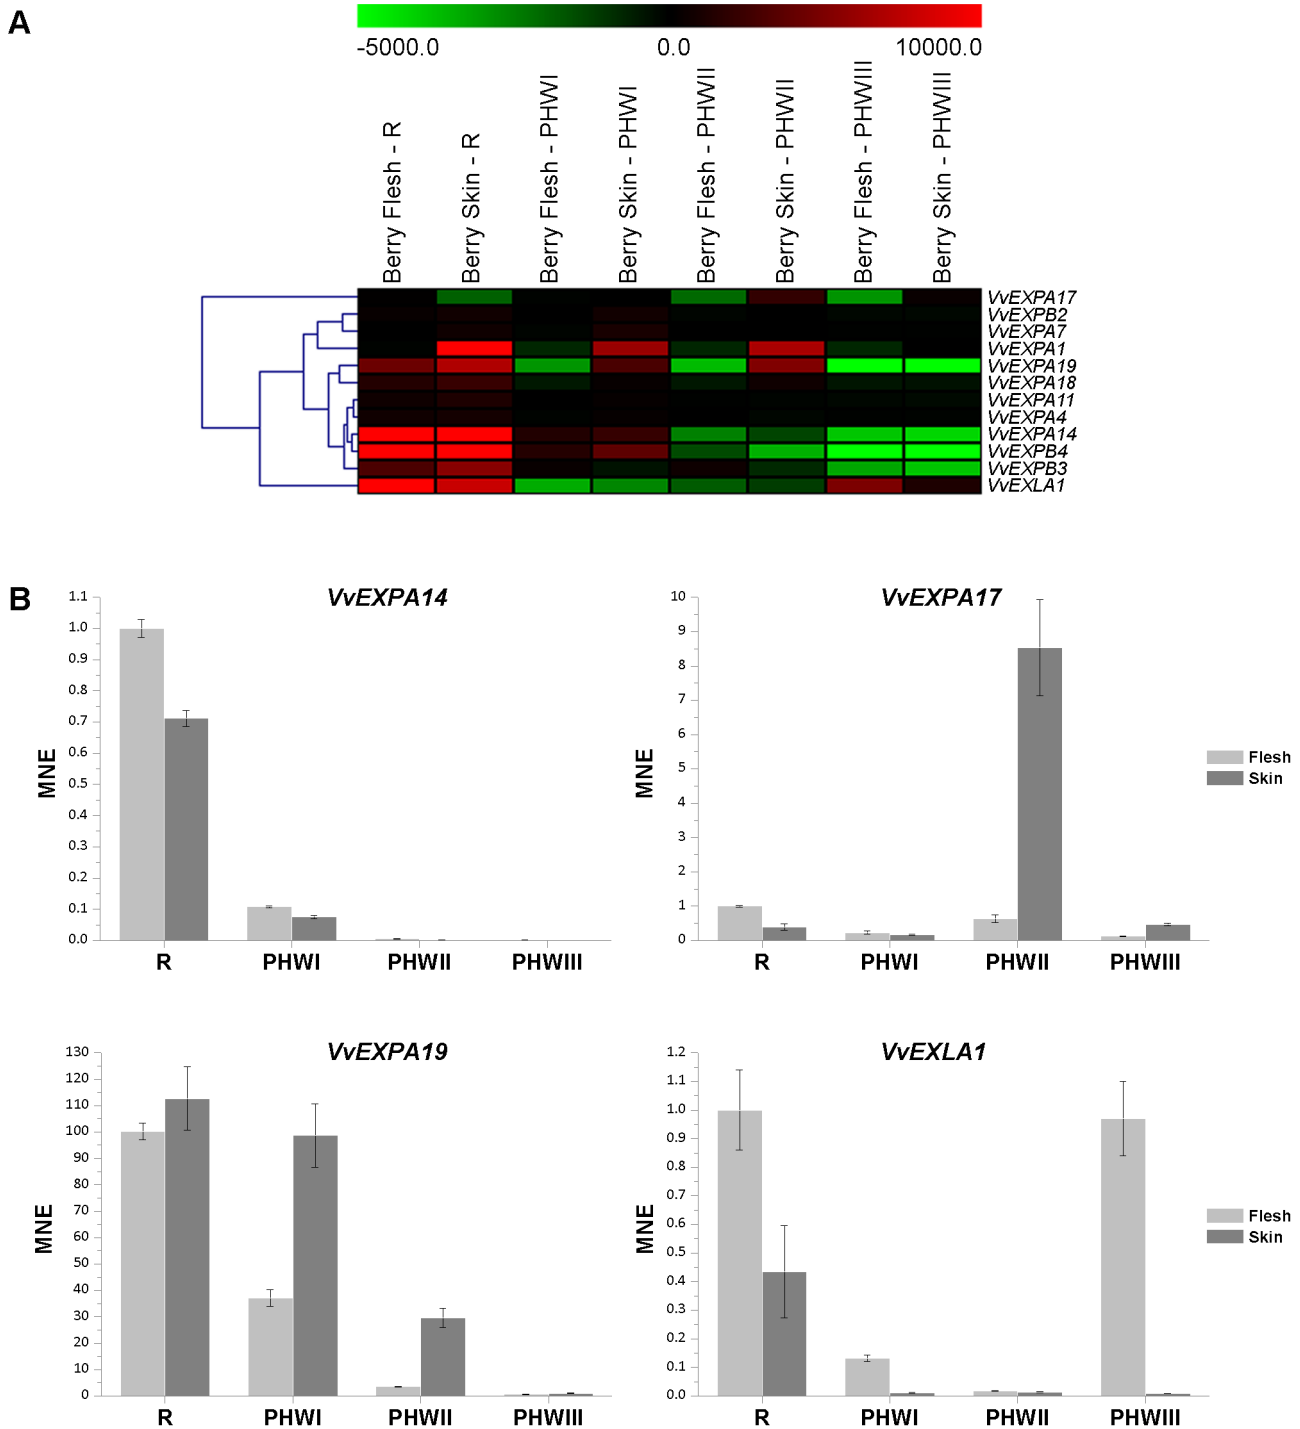 A
-5000.0 0.0 10000.0
Berry Flesh - R
Berry Skin - R
Berry Flesh - PHWI
Berry Skin - PHWI
Berry Flesh - PHWII
Berry Skin - PHWII
Berry Flesh - PHWIII
Berry Skin - PHWIII
VvEXPA17
VvEXPB2
VvEXPA7
VvEXPA1
VvEXPA19
VvEXPA18
VvEXPA11
VvEXPA4
VvEXPA14
VvEXPB4
VvEXPB3
VvEXLA1
B
VvEXPA14
MNE
1.1
1.0
0.9
0.8
0.7
0.6
0.5
0.4
0.3
0.2
0.1
0.0
R PHWI PHWII PHWIII
VvEXPA17
MNE
10
9
8
7
6
5
4
3
2
1
0
R PHWI PHWII PHWIII
Flesh
Skin
VvEXPA19
MNE
130
120
110
100
90
80
70
60
50
40
30
20
10
0
R PHWI PHWII PHWIII
VvEXLA1
MNE
1.2
1.1
1.0
0.9
0.8
0.7
0.6
0.5
0.4
0.3
0.2
0.1
0.0
R PHWI PHWII PHWIII
Flesh
Skin